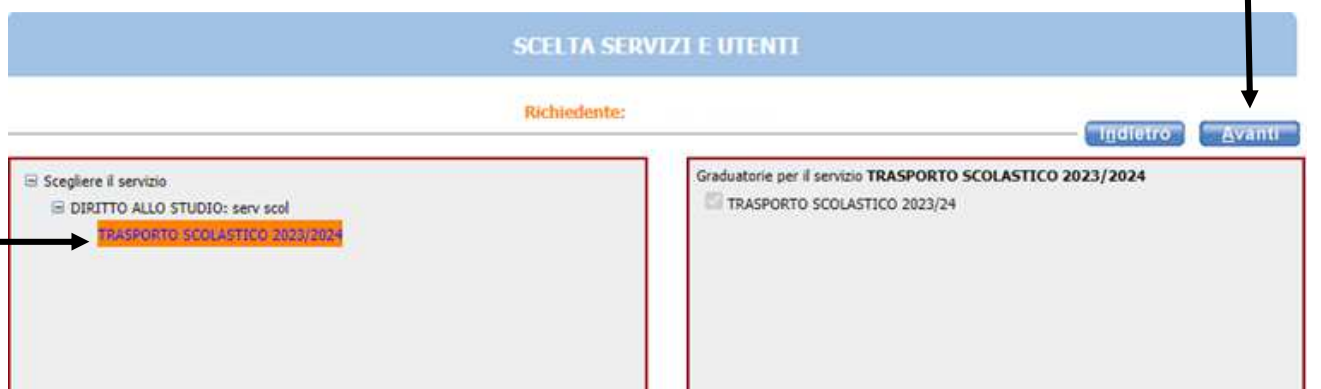 SCELTA SERVIZI E UTENTI
Richiedente:
Indietro Avanti
Scegliere il servizio
DIRITTO ALLO STUDIO: serv scol
TRASPORTO SCOLASTICO 2023/2024
Graduatorie per il servizio TRASPORTO SCOLASTICO 2023/2024
TRASPORTO SCOLASTICO 2023/24